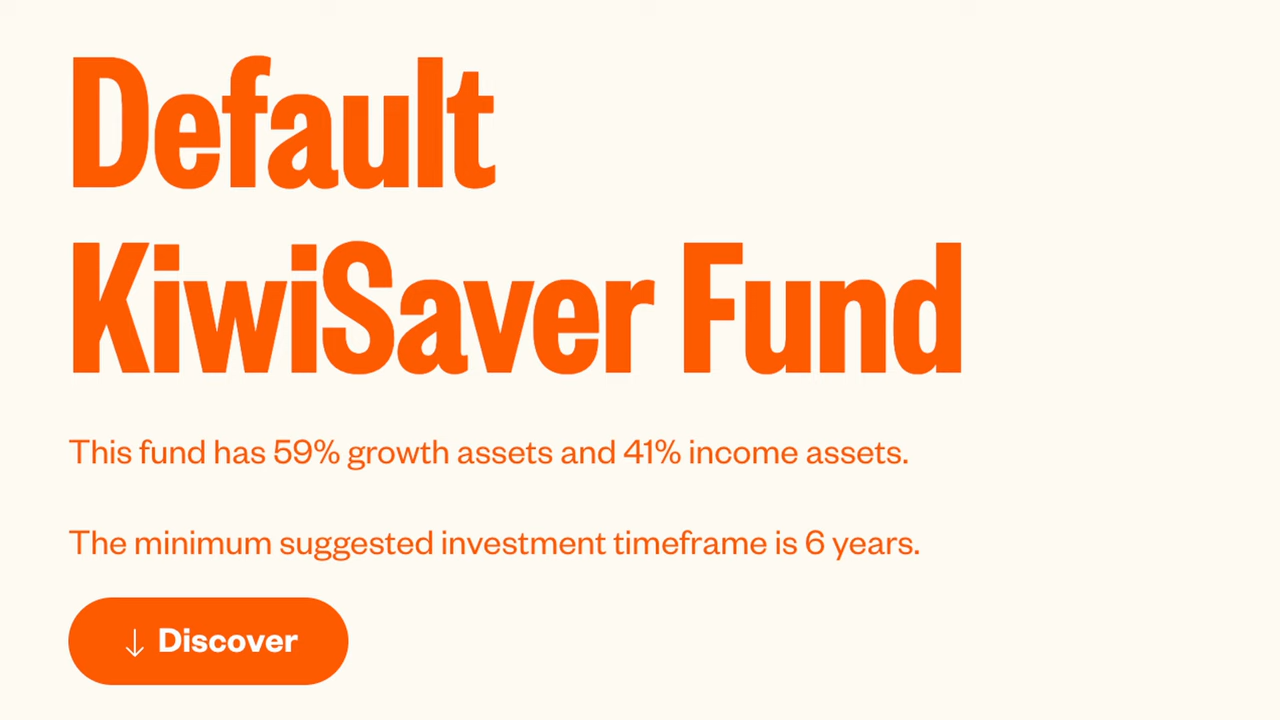 Default
KiwiSaver Fund
This fund has 59% growth assets and 41% income assets.
The minimum suggested investment timeframe is 6 years.
↓ Discover